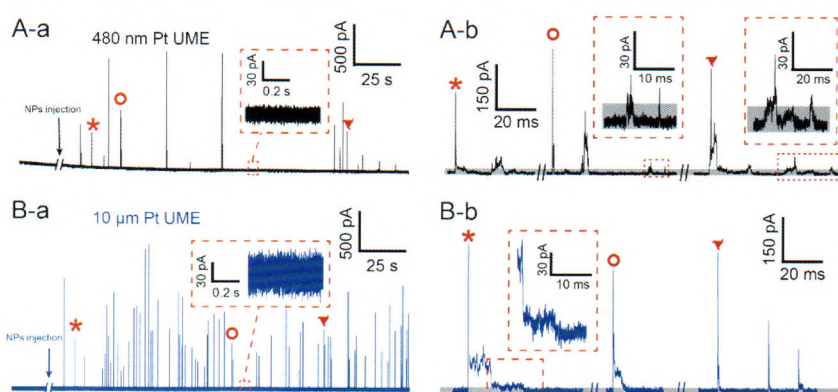 A-a
480 nm Pt UME
NPs injection
30 pA
0.2 s
500 pA
25 s
A-b
150 pA
20 ms
30 pA
10 ms
30 pA
20 ms
B-a
10 μm Pt UME
NPs injection
30 pA
0.2 s
500 pA
25 s
B-b
30 pA
10 ms
150 pA
20 ms